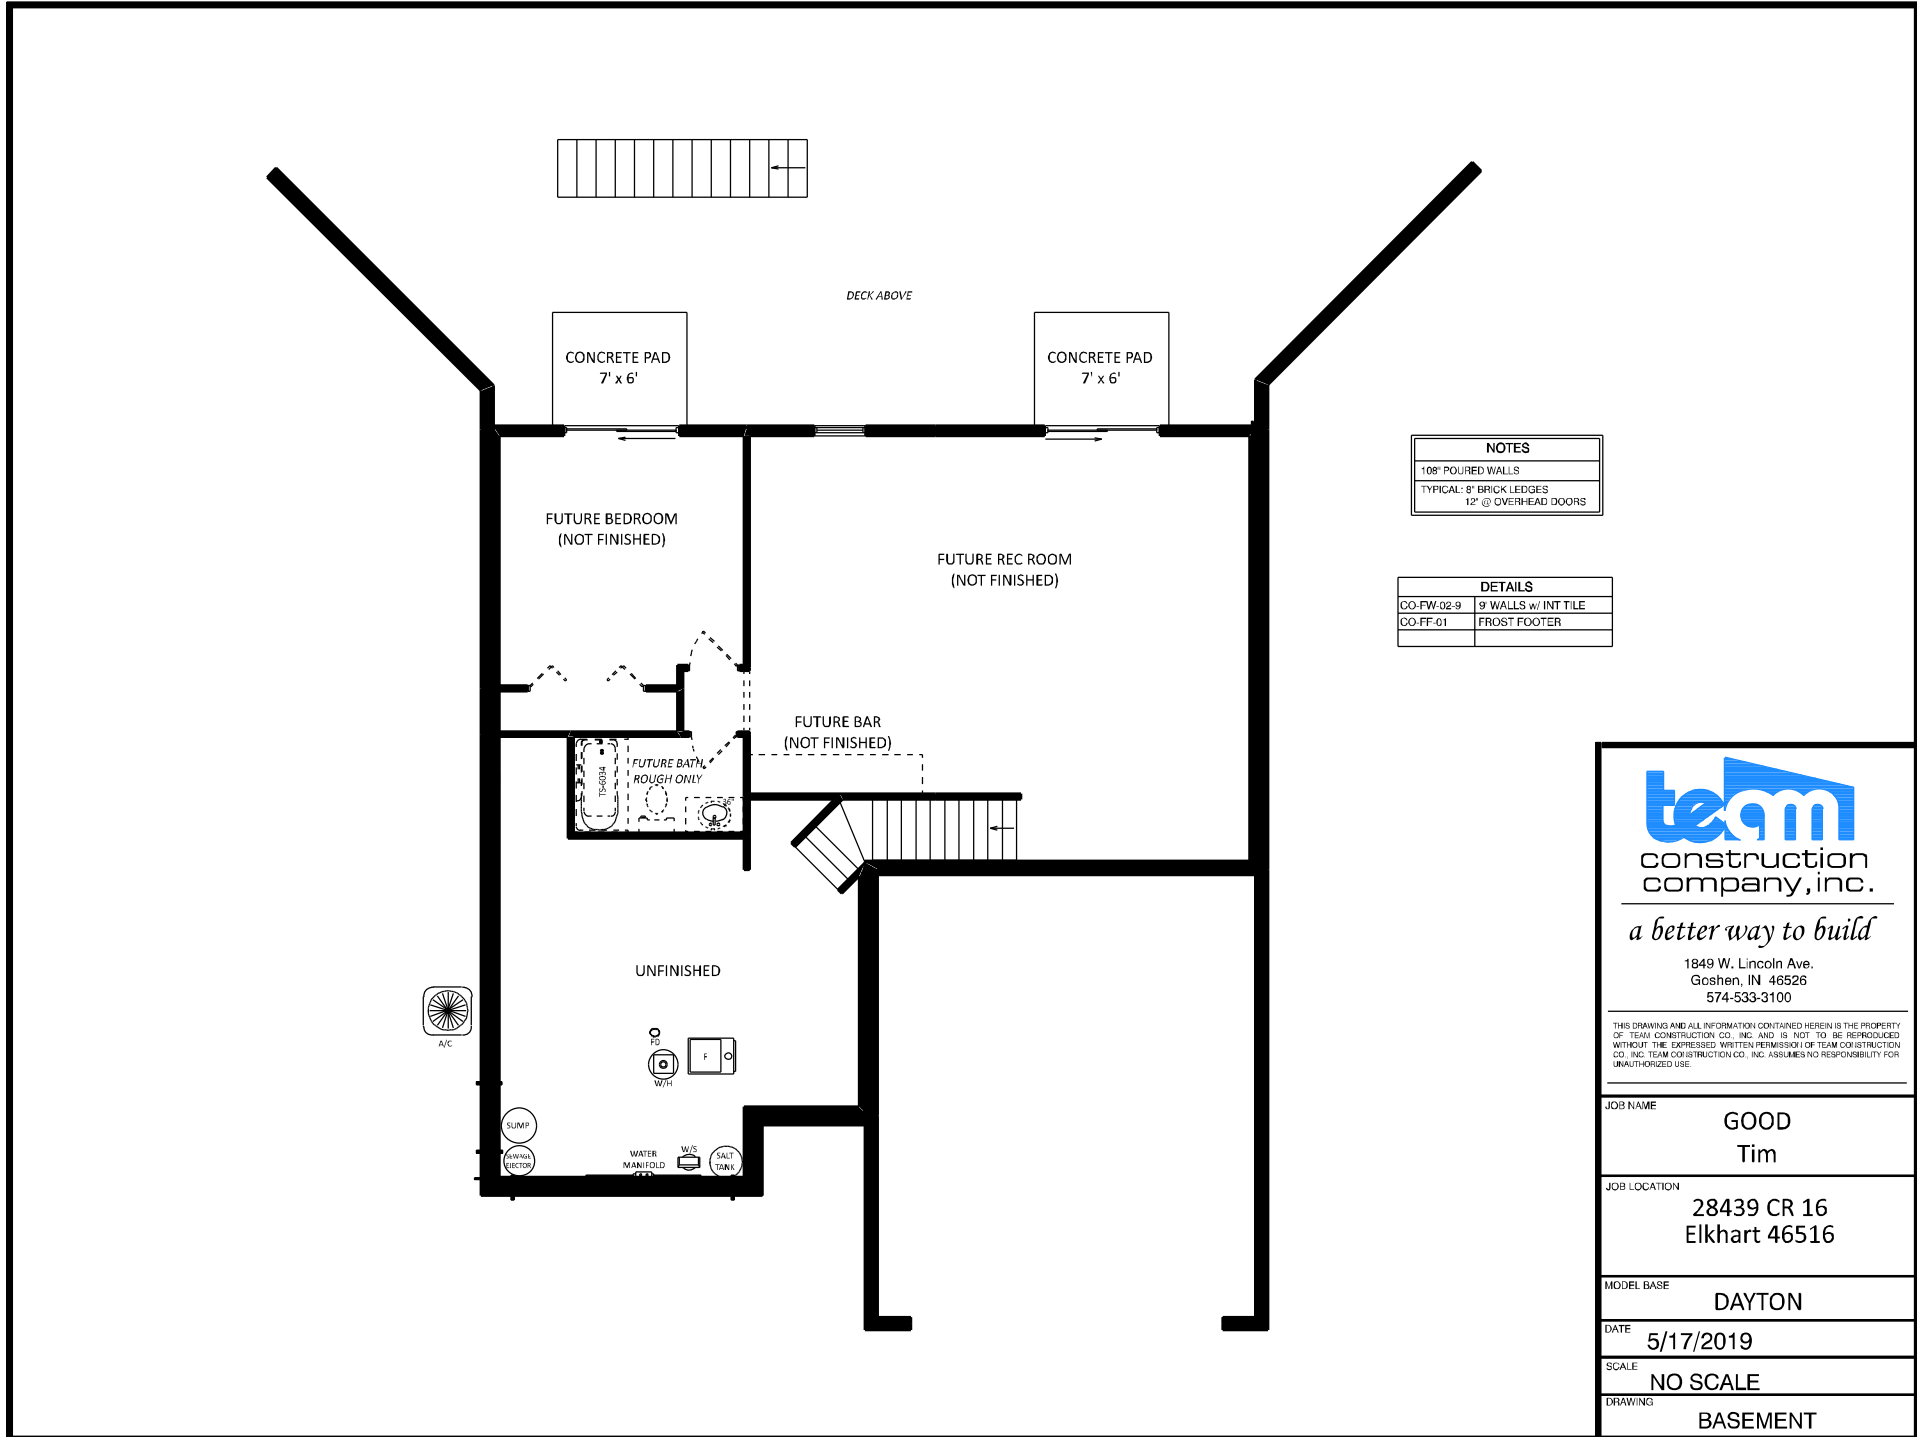 DECK ABOVE
CONCRETE PAD
7' x 6'
CONCRETE PAD
7' x 6'
FUTURE BEDROOM
(NOT FINISHED)
FUTURE REC ROOM
(NOT FINISHED)
FUTURE BAR
(NOT FINISHED)
FUTURE BATH
ROUGH ONLY
TS-6034
36"
UNFINISHED
A/C
FD
W/H
F
SUMP
SEWAGE
EJECTOR
WATER
MANIFOLD
W/S
SALT
TANK
NOTES
108" POURED WALLS
TYPICAL: 8" BRICK LEDGES
12" @ OVERHEAD DOORS
DETAILS
CO-FW-02-9 9' WALLS w/ INT TILE
CO-FF-01 FROST FOOTER
team
construction
company,inc.
a better way to build
1849 W. Lincoln Ave.
Goshen, IN 46526
574-533-3100
THIS DRAWING AND ALL INFORMATION CONTAINED HEREIN IS THE PROPERTY
OF TEAM CONSTRUCTION CO., INC. AND IS NOT TO BE REPRODUCED
WITHOUT THE EXPRESSED WRITTEN PERMISSION OF TEAM CONSTRUCTION
CO., INC. TEAM CONSTRUCTION CO., INC. ASSUMES NO RESPONSIBILITY FOR
UNAUTHORIZED USE.
JOB NAME
GOOD
Tim
JOB LOCATION
28439 CR 16
Elkhart 46516
MODEL BASE
DAYTON
DATE
5/17/2019
SCALE
NO SCALE
DRAWING
BASEMENT